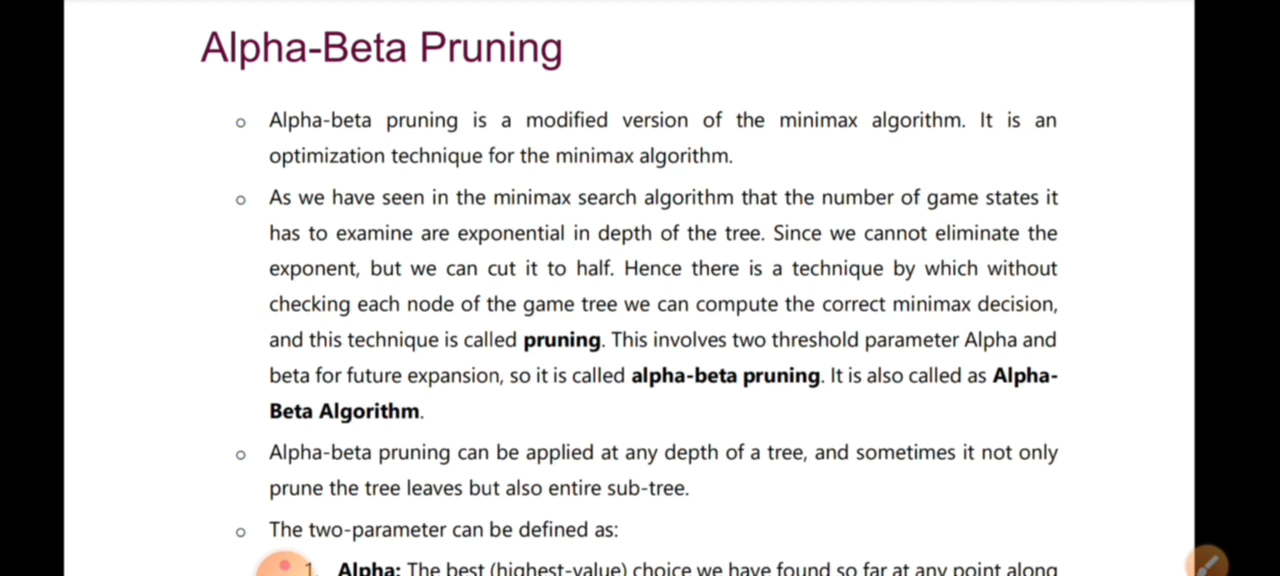 Alpha-Beta Pruning
o Alpha-beta pruning is a modified version of the minimax algorithm. It is an
optimization technique for the minimax algorithm.
o As we have seen in the minimax search algorithm that the number of game states it
has to examine are exponential in depth of the tree. Since we cannot eliminate the
exponent, but we can cut it to half. Hence there is a technique by which without
checking each node of the game tree we can compute the correct minimax decision,
and this technique is called pruning. This involves two threshold parameter Alpha and
beta for future expansion, so it is called alpha-beta pruning. It is also called as Alpha-
Beta Algorithm.
o Alpha-beta pruning can be applied at any depth of a tree, and sometimes it not only
prune the tree leaves but also entire sub-tree.
o The two-parameter can be defined as:
1. Alpha: The best (highest-value) choice we have found so far at any point along